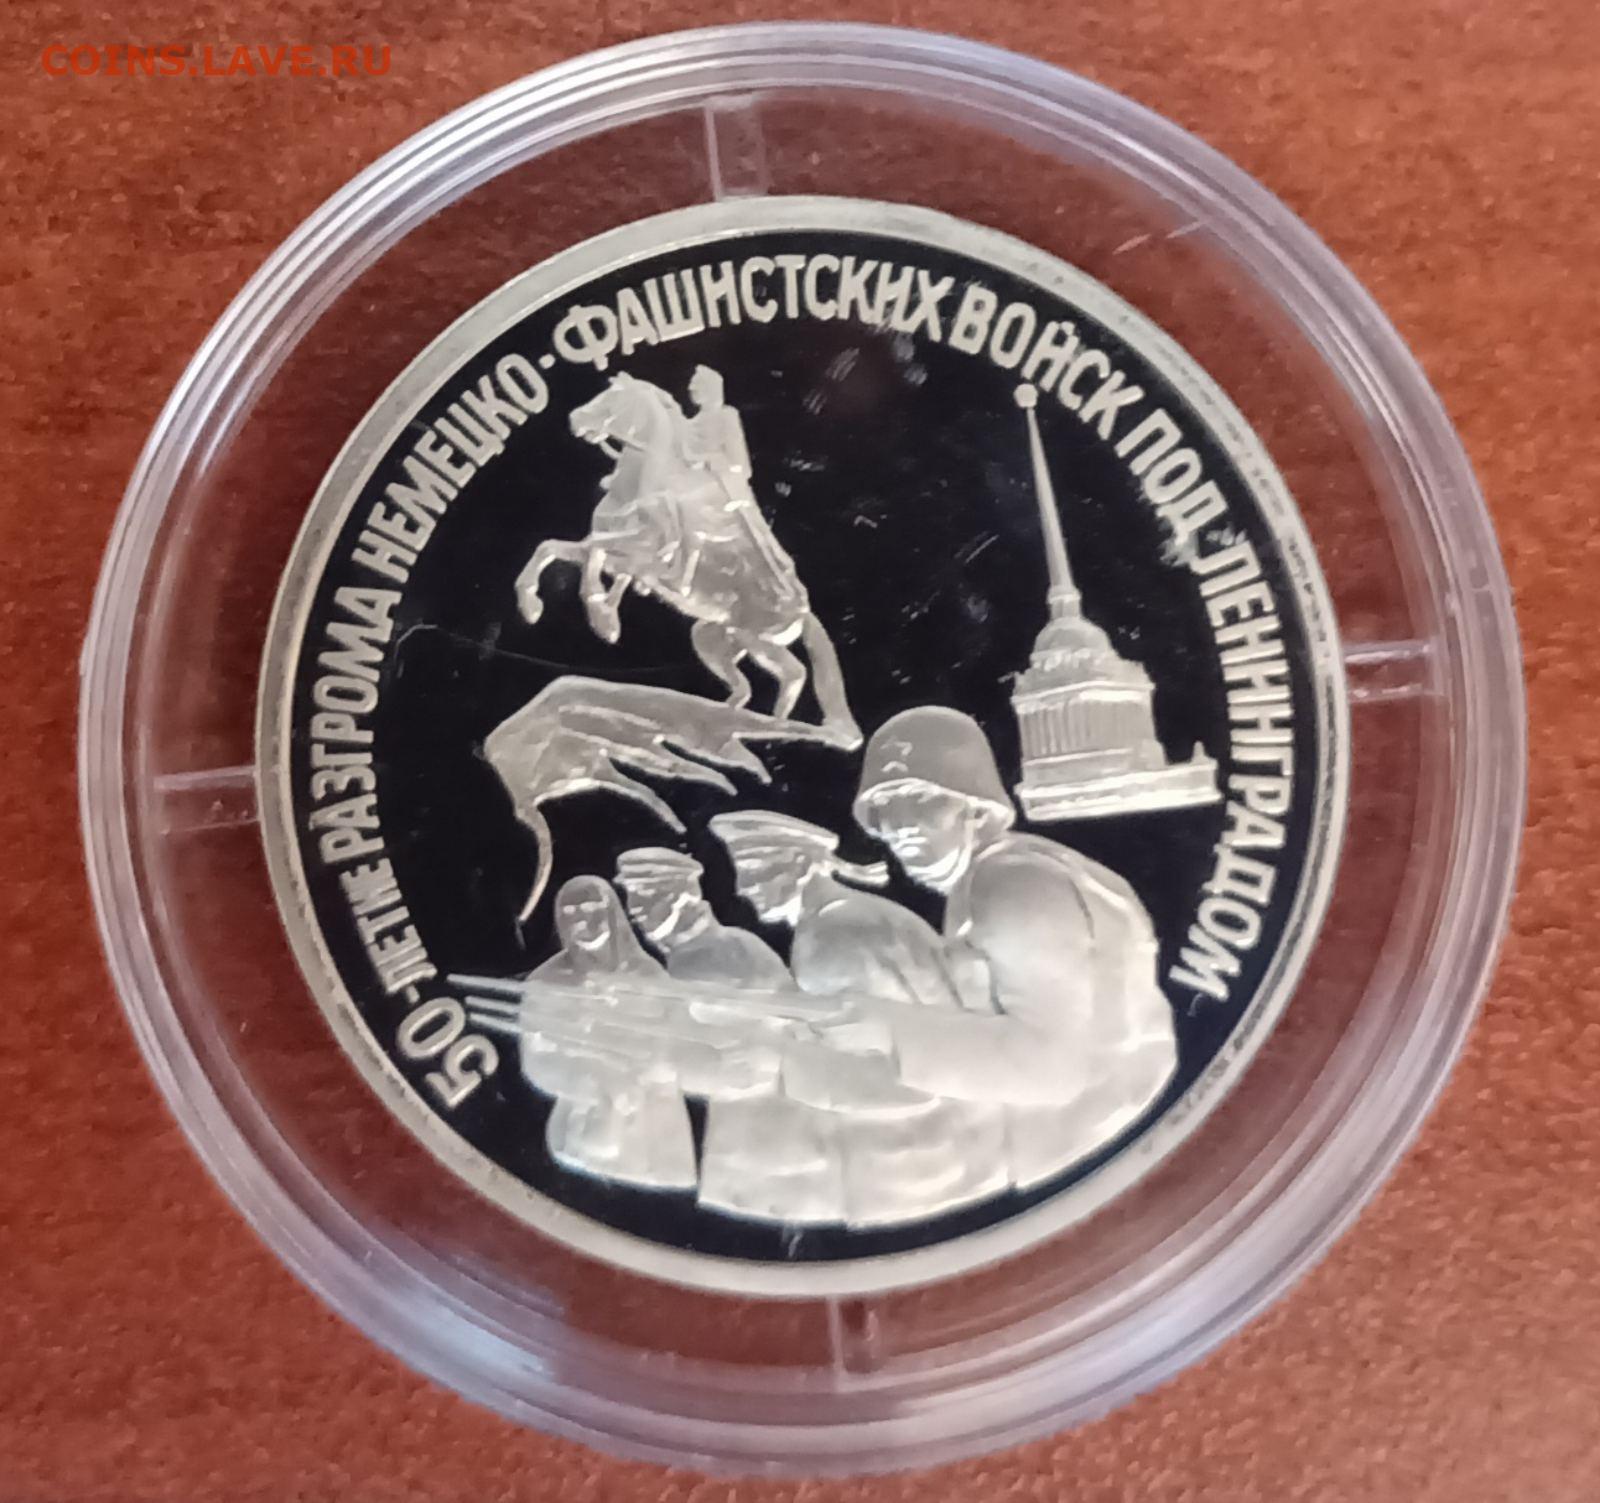 COINS.LAVE.RU
50-ЛЕТИЕ РАЗГРОМА НЕМЕЦКО-ФАШИСТСКИХ ВОЙСК ПОД ЛЕНИНГРАДОМ